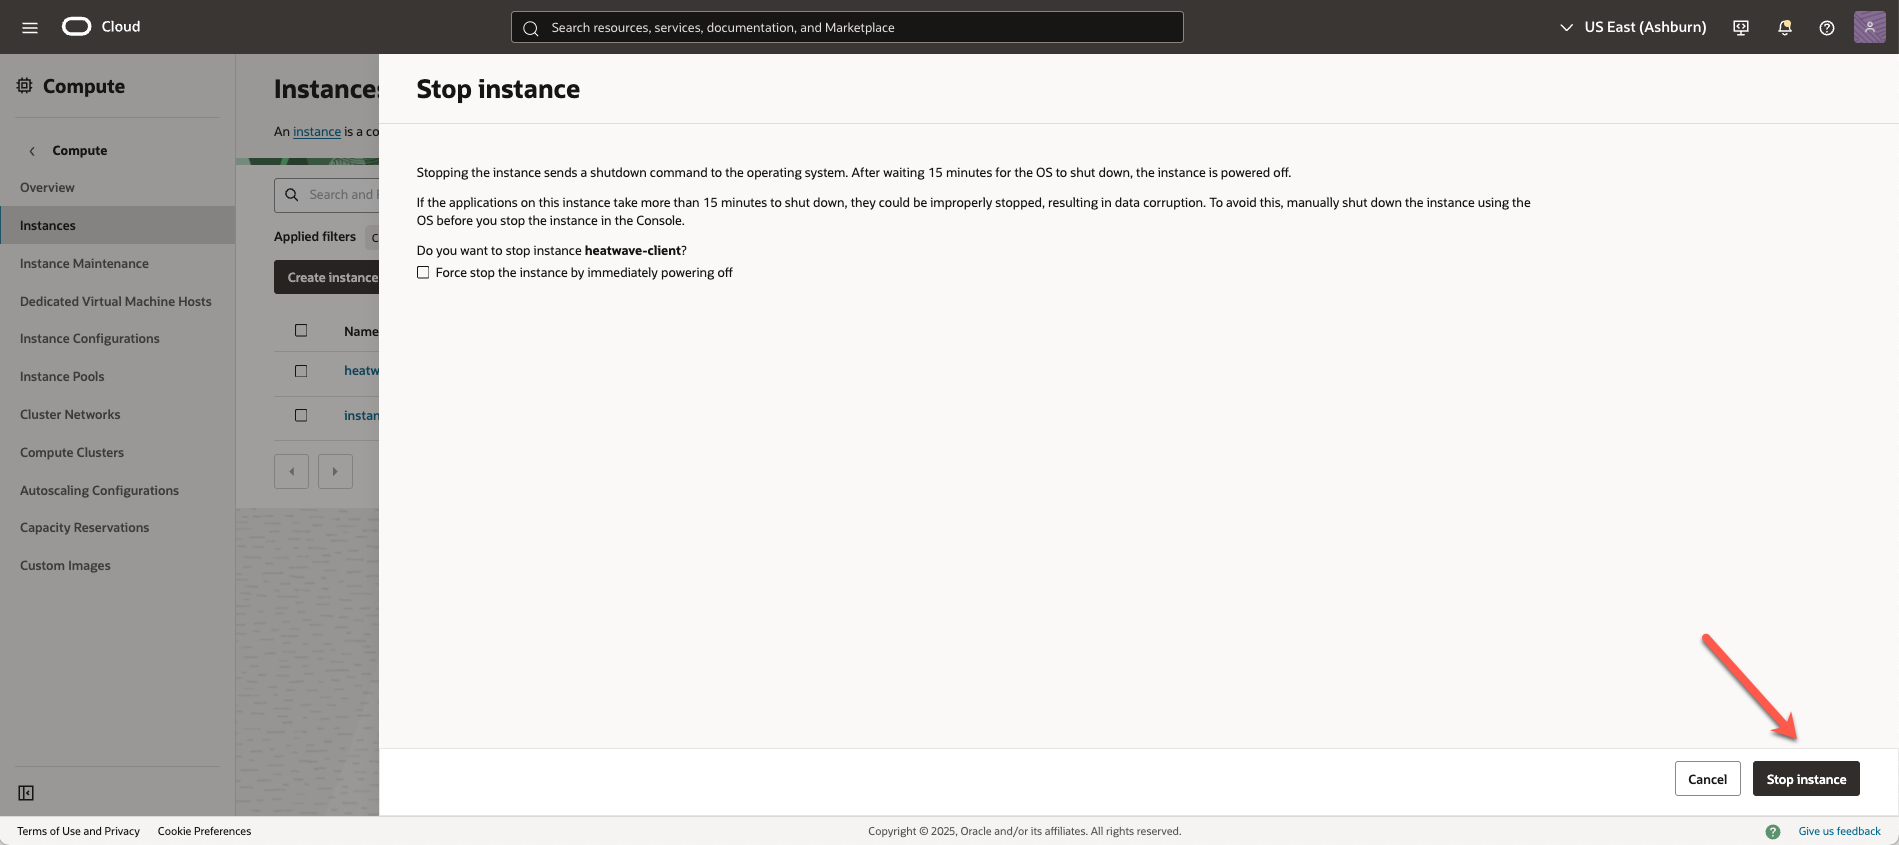 Cloud
Search resources, services, documentation, and Marketplace
US East (Ashburn)
Compute
Compute
Overview
Instances
Instance Maintenance
Dedicated Virtual Machine Hosts
Instance Configurations
Instance Pools
Cluster Networks
Compute Clusters
Autoscaling Configurations
Capacity Reservations
Custom Images
Instances
An instance is a co
Search and
Applied filters C
Create instance
Name
heatw
instan
Stop instance
Stopping the instance sends a shutdown command to the operating system. After waiting 15 minutes for the OS to shut down, the instance is powered off.
If the applications on this instance take more than 15 minutes to shut down, they could be improperly stopped, resulting in data corruption. To avoid this, manually shut down the instance using the
OS before you stop the instance in the Console.
Do you want to stop instance heatwave-client?
Force stop the instance by immediately powering off
Cancel
Stop instance
Terms of Use and Privacy
Cookie Preferences
Copyright © 2025, Oracle and/or its affiliates. All rights reserved.
Give us feedback